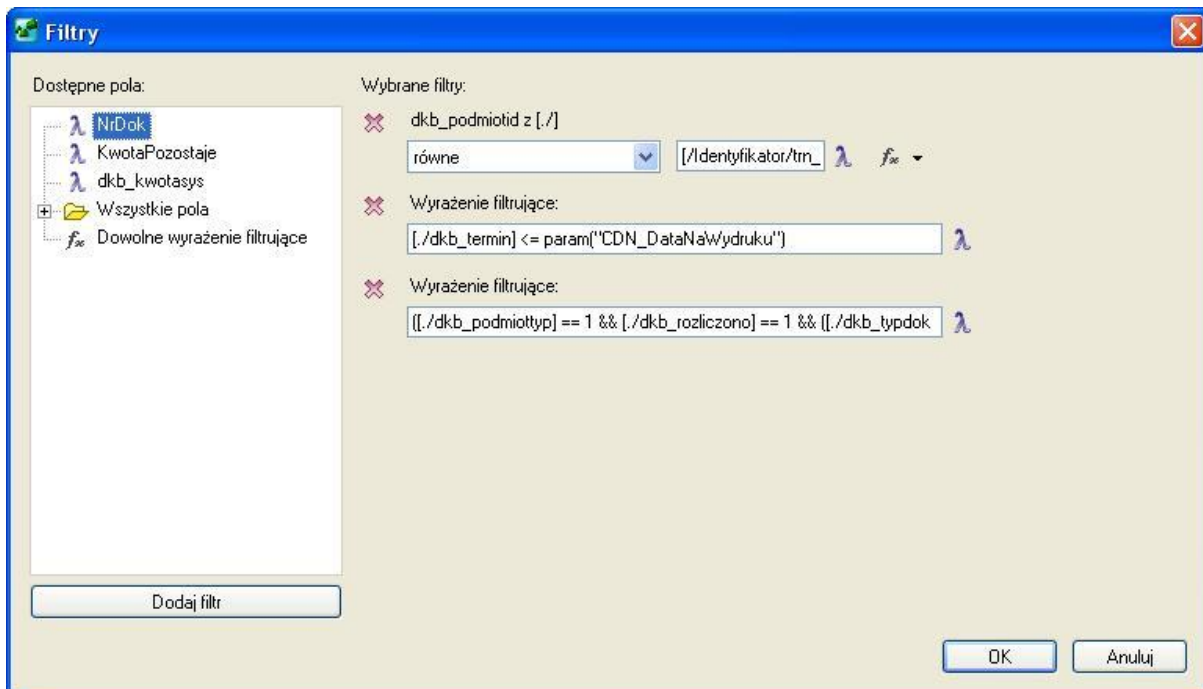 Filtry
Dostępne pola:
NrDok
KwotaPozostaje
dkb_kwotasys
Wszystkie pola
Dowolne wyrażenie filtrujące
Dodaj filtr
Wybrane filtry:
dkb_podmiotid z [./]
równe [/Identyfikator/trn_
Wyrażenie filtrujące:
[./dkb_termin] <= param("CDN_DataNaWydruku")
Wyrażenie filtrujące:
([./dkb_podmiottyp] == 1 && [./dkb_rozliczono] == 1 && ([./dkb_typdok
OK Anuluj